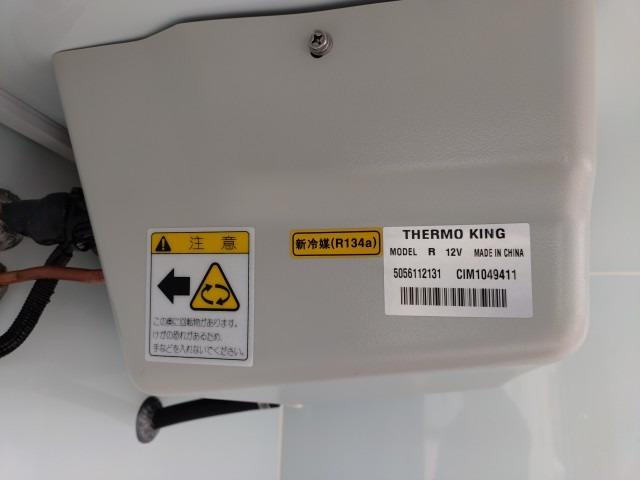 注 意
この奥に回転物があります。
けがの恐れがあるため、
手などを入れないでください。
新冷媒(R134a)
THERMO KING
MODEL R 12V MADE IN CHINA
5056112131 CIM1049411